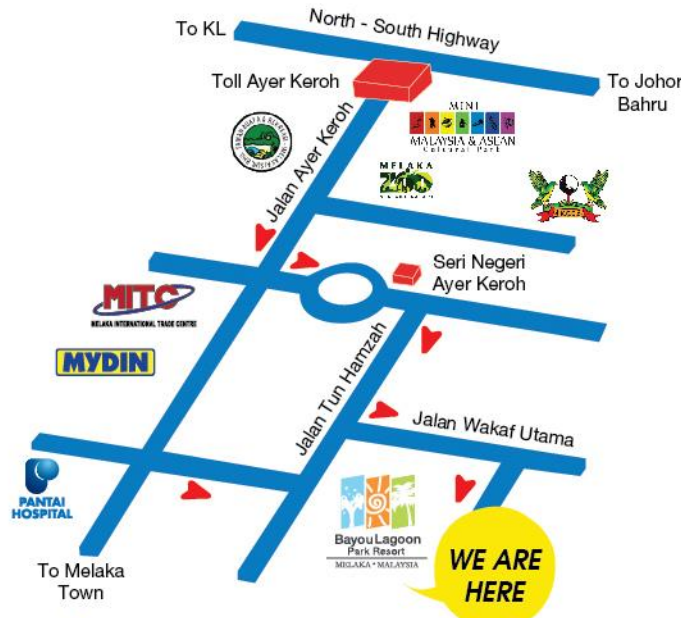 North - South Highway
To KL
Toll Ayer Keroh
To Johor
Bahru
MINI
MALAYSIA & ASEAN
Cultural Park
Jalan Ayer Keroh
MELAKA
ZOO
Seri Negeri
Ayer Keroh
MITC
MELAKA INTERNATIONAL TRADE CENTRE
MYDIN
Jalan Tun Hamzah
Jalan Wakaf Utama
PANTAI
HOSPITAL
Bayou Lagoon
Park Resort
MELAKA • MALAYSIA
WE ARE
HERE
To Melaka
Town